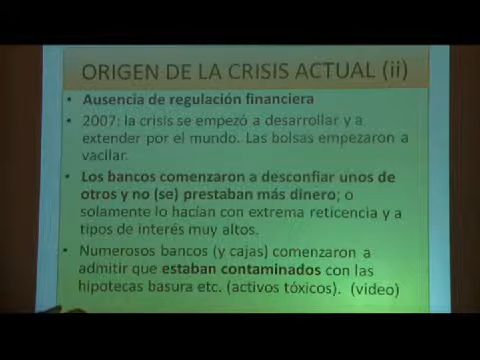 ORIGEN DE LA CRISIS ACTUAL (ii)
• Ausencia de regulación financiera
• 2007: la crisis se empezó a desarrollar y a
extender por el mundo. Las bolsas empezaron a
vacilar.
• Los bancos comenzaron a desconfiar unos de
otros y no (se) prestaban más dinero; o
solamente lo hacían con extrema reticencia y a
tipos de interés muy altos.
• Numerosos bancos (y cajas) comenzaron a
admitir que estaban contaminados con las
hipotecas basura etc. (activos tóxicos). (video)